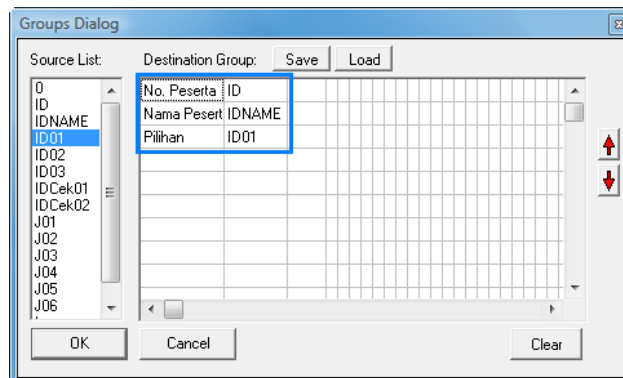 Groups Dialog
Source List:
Destination Group:
Save
Load
0
ID
IDNAME
ID01
ID02
ID03
IDCek01
IDCek02
J01
J02
J03
J04
J05
J06
No. Peserta ID
Nama Pesert IDNAME
Pilihan ID01
OK
Cancel
Clear